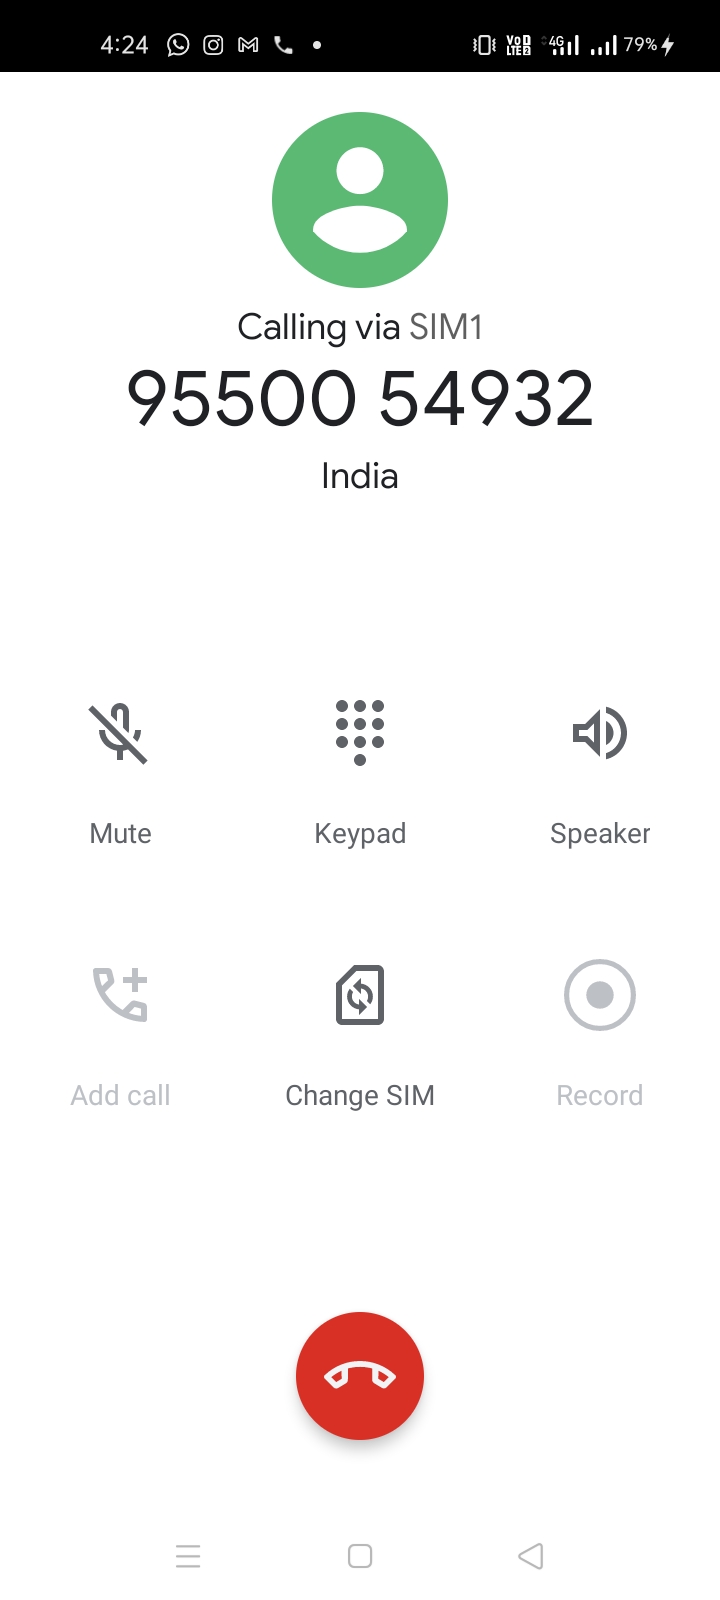 4:24 VoD LTE2 4G 79%
Calling via SIM1
95500 54932
India
Mute Keypad Speaker
Add call Change SIM Record